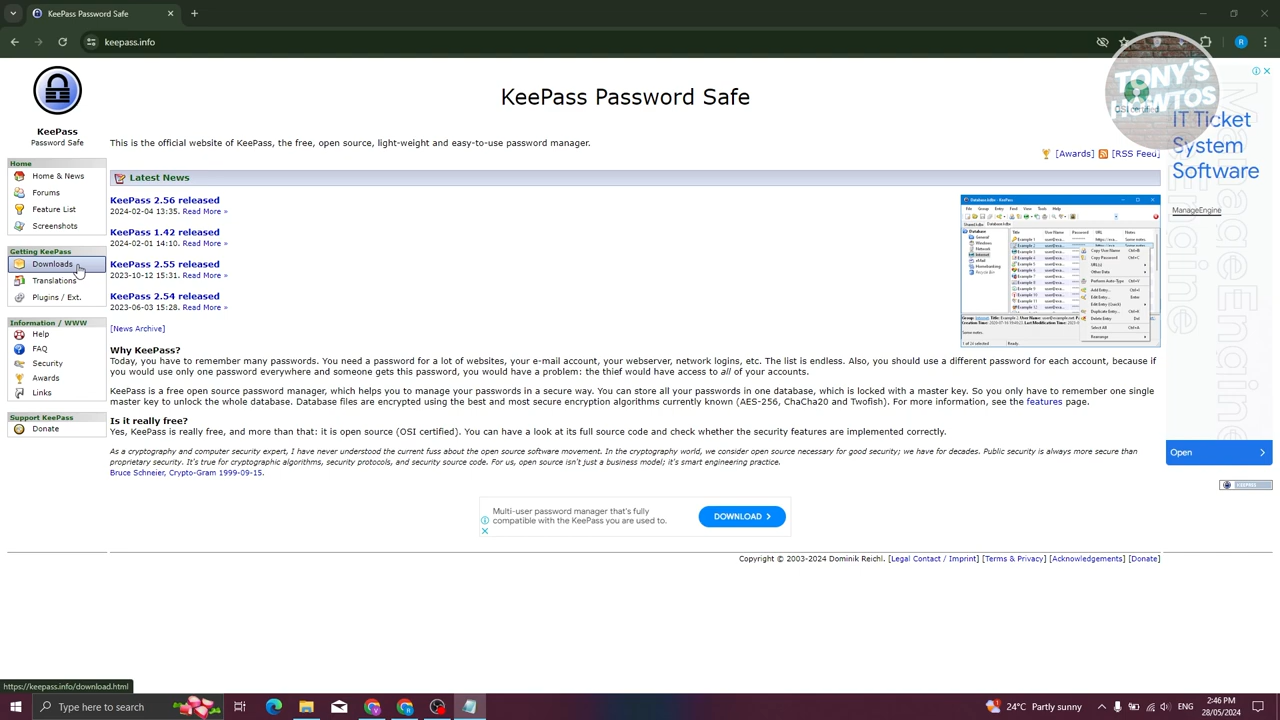 KeePass Password Safe
keepass.info
R
KeePass
Password Safe
Home
Home & News
Forums
Feature List
Screenshots
Getting KeePass
Downloads
Translations
Plugins / Ext.
Information / WWW
Help
FAQ
Security
Awards
Links
Support KeePass
Donate
KeePass Password Safe
This is the official website of KeePass, the free, open source, light-weight and easy-to-use password manager.
[Awards] [RSS Feed]
Latest News
KeePass 2.56 released
2024-02-04 13:35. Read More »
KeePass 1.42 released
2024-02-01 14:10. Read More »
KeePass 2.55 released
2023-10-12 15:31. Read More »
KeePass 2.54 released
2023-06-03 15:28. Read More »
[News Archive]
Why KeePass?
Today, you have to remember many passwords. You need a password for a lot of websites, your e-mail account, your webserver, network logins, etc. The list is endless. Also, you should use a different password for each account, because if
you would use only one password everywhere and someone gets this password, you would have a problem: the thief would have access to all of your accounts.
KeePass is a free open source password manager, which helps you to manage your passwords in a secure way. You can store all your passwords in one database, which is locked with a master key. So you only have to remember one single
master key to unlock the whole database. Database files are encrypted using the best and most secure encryption algorithms currently known (AES-256, ChaCha20 and Twofish). For more information, see the features page.
Is it really free?
Yes, KeePass is really free, and more than that: it is open source (OSI certified). You can have a look at its full source code and check whether the security features are implemented correctly.
As a cryptography and computer security expert, I have never understood the current fuss about the open source software movement. In the cryptography world, we consider open source necessary for good security; we have for decades. Public security is always more secure than
proprietary security. It's true for cryptographic algorithms, security protocols, and security source code. For us, open source isn't just a business model; it's smart engineering practice.
Bruce Schneier, Crypto-Gram 1999-09-15.
Multi-user password manager that's fully
compatible with the KeePass you are used to.
DOWNLOAD
Copyright © 2003-2024 Dominik Reichl. [Legal Contact / Imprint] [Terms & Privacy] [Acknowledgements] [Donate]
TONY'S
HOWTOS
OSI certified
IT Ticket
System
Software
ManageEngine
ManageEngine
Open
KEEPASS
https://keepass.info/download.html
Type here to search
24°C Partly sunny
ENG
2:46 PM
28/05/2024